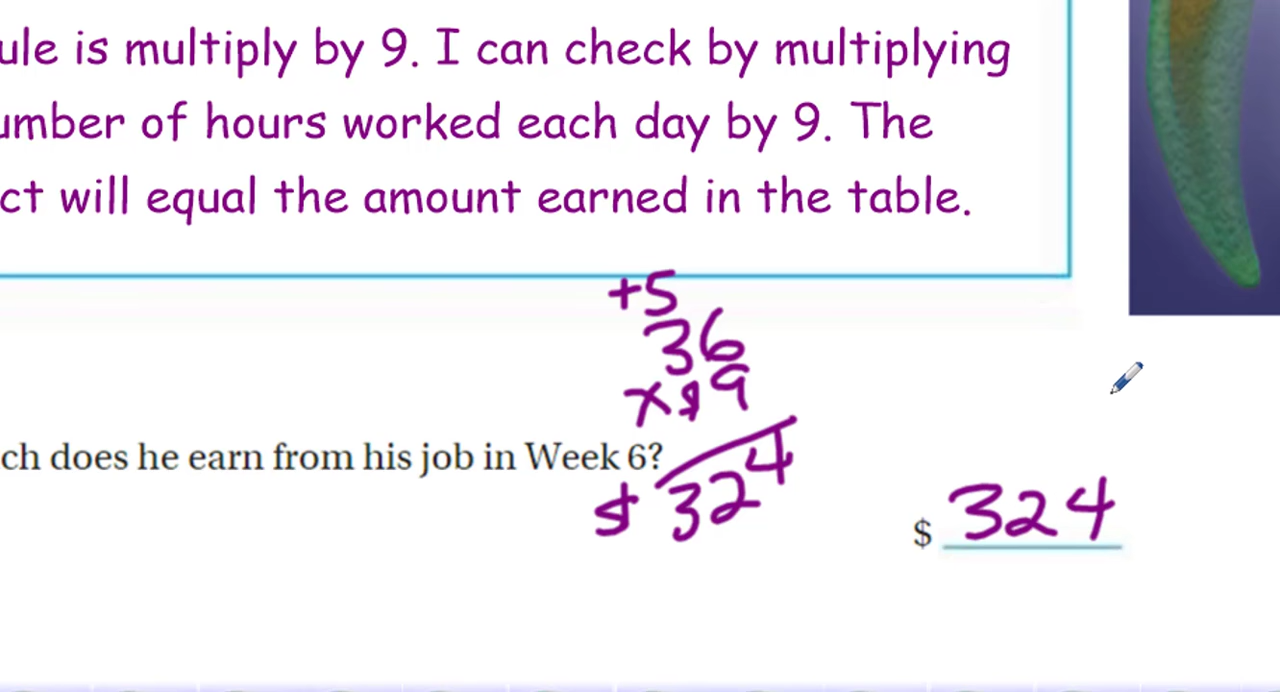 ule is multiply by 9. I can check by multiplying
umber of hours worked each day by 9. The
ct will equal the amount earned in the table.
+5
36
x $9
ch does he earn from his job in Week 6?
$ 324
$ 324